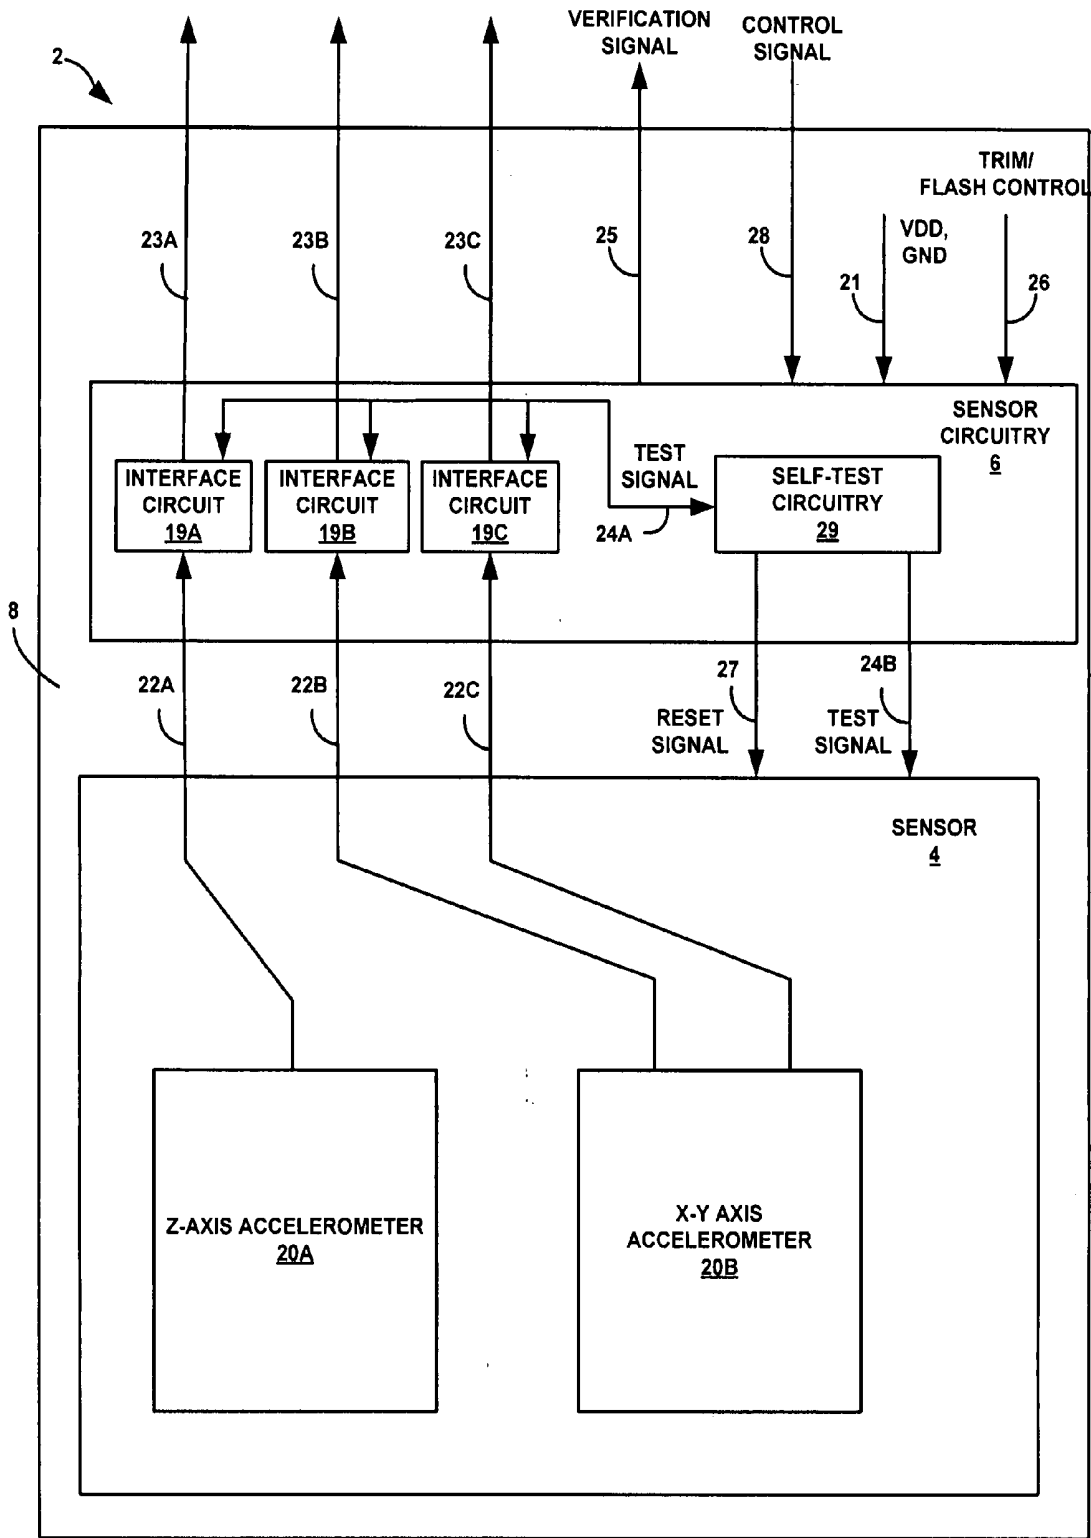 VERIFICATION
SIGNAL
CONTROL
SIGNAL
2
TRIM/
FLASH CONTROL
VDD,
GND
23A
23B
23C
25
28
21
26
SENSOR
CIRCUITRY
6
INTERFACE
CIRCUIT
19A
INTERFACE
CIRCUIT
19B
INTERFACE
CIRCUIT
19C
TEST
SIGNAL
24A
SELF-TEST
CIRCUITRY
29
8
22A
22B
22C
27
24B
RESET
SIGNAL
TEST
SIGNAL
SENSOR
4
Z-AXIS ACCELEROMETER
20A
X-Y AXIS
ACCELEROMETER
20B